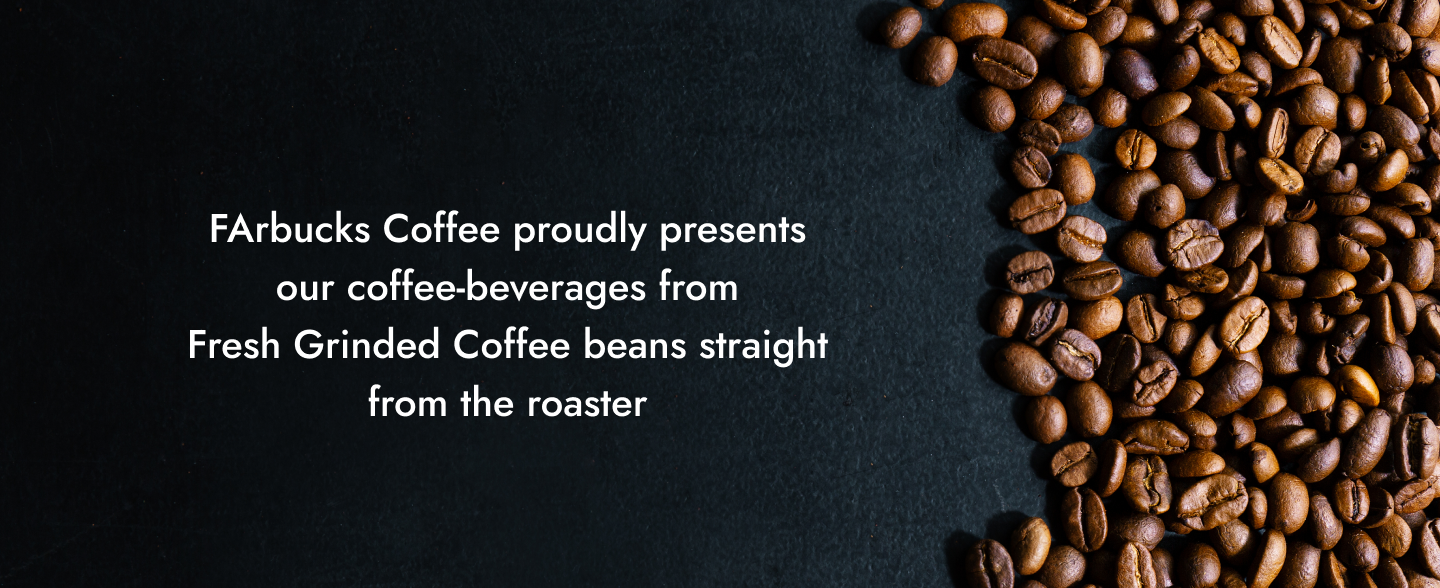 FArbucks Coffee proudly presents
our coffee-beverages from
Fresh Grinded Coffee beans straight
from the roaster